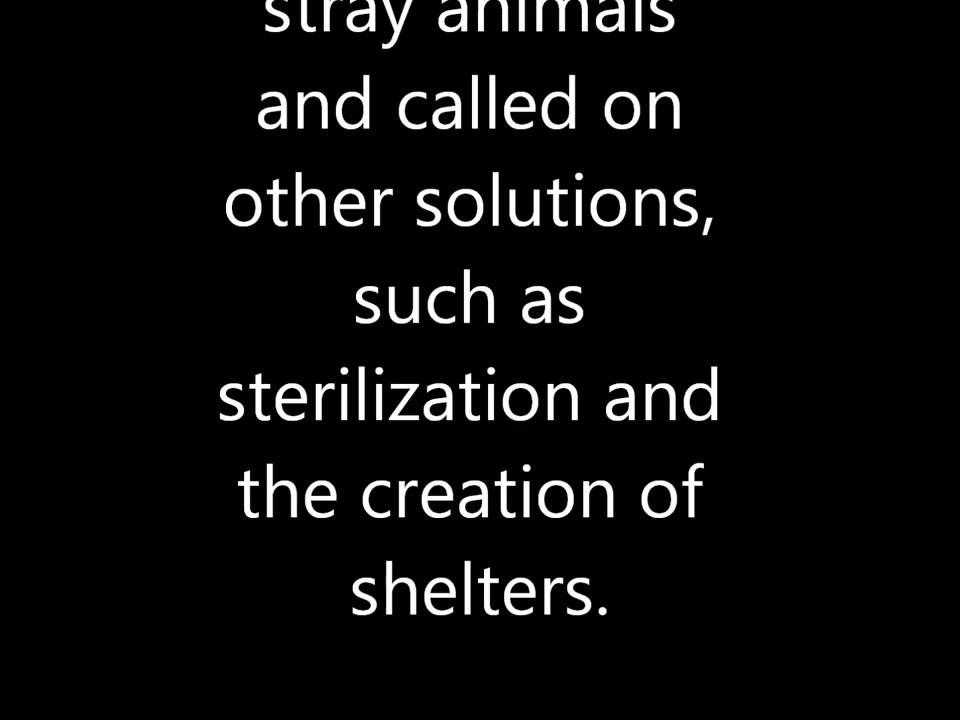 stray animals
and called on
other solutions,
such as
sterilization and
the creation of
shelters.